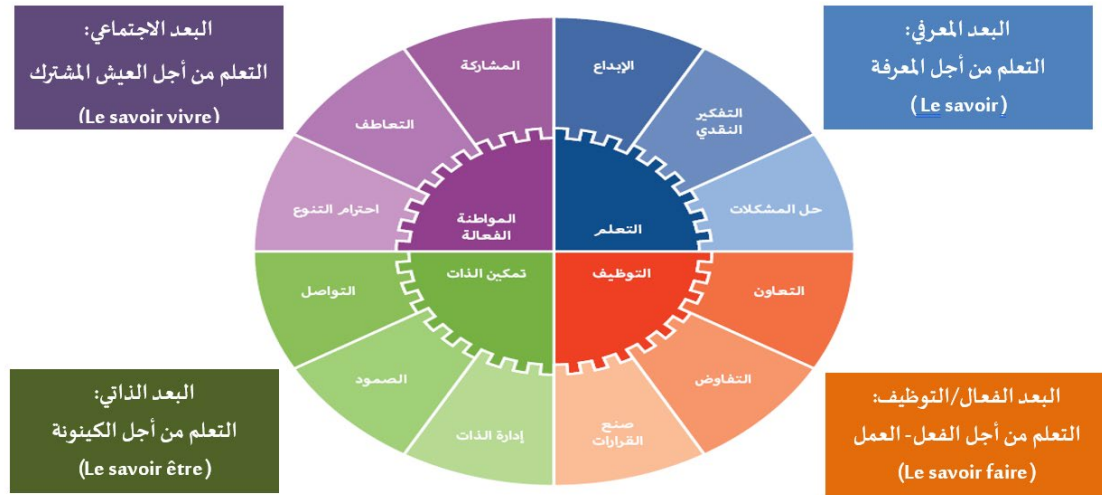 البعد المعرفي:
التعلم من أجل المعرفة
(Le savoir)
البعد الاجتماعي:
التعلم من أجل العيش المشترك
(Le savoir vivre)
الإبداع
التفكير
النقدي
حل المشكلات
التعلم
المشاركة
التعاطف
احترام التنوع
المواطنة
الفعالة
التوظيف
التعاون
التفاوض
صنع
القرارات
تمكين الذات
التواصل
الصمود
إدارة الذات
البعد الفعال/التوظيف:
التعلم من أجل الفعل- العمل
(Le savoir faire)
البعد الذاتي:
التعلم من أجل الكينونة
(Le savoir être)